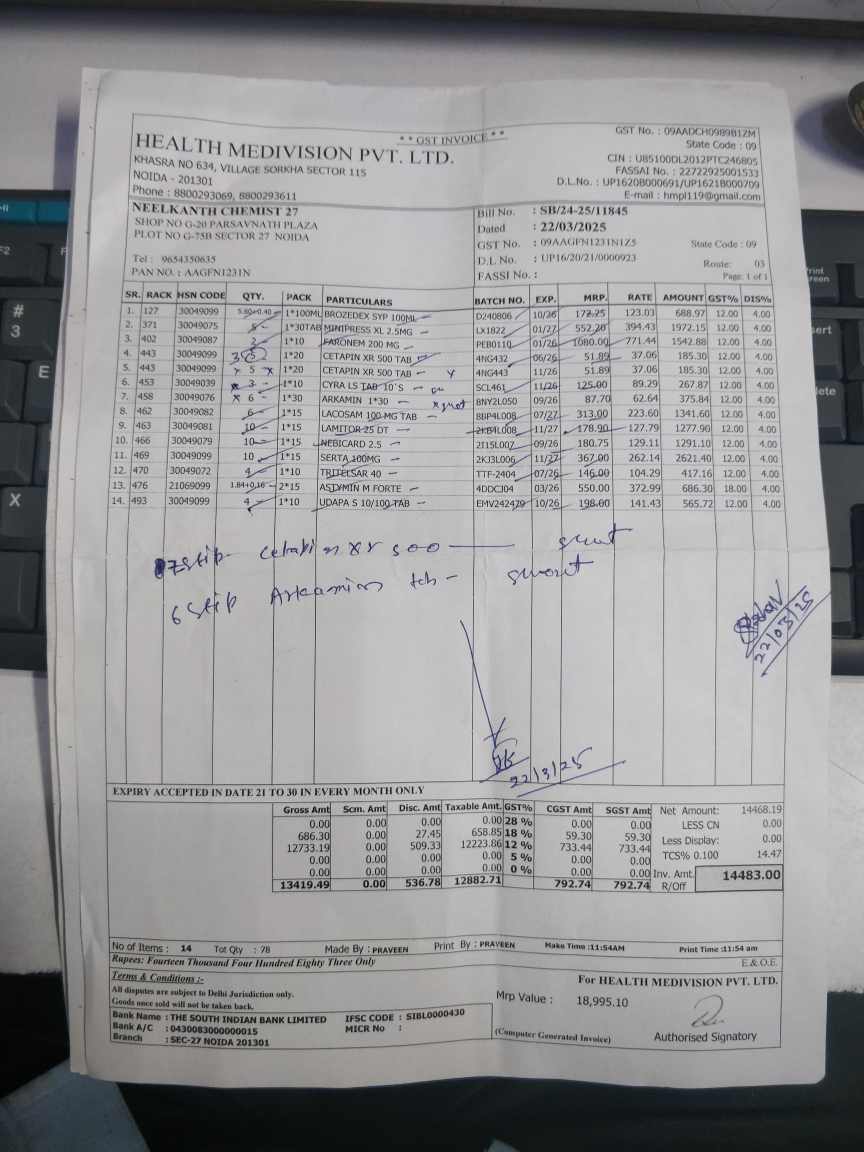 * * GST INVOICE * *
HEALTH MEDIVISION PVT. LTD.
KHASRA NO 634, VILLAGE SORKHA SECTOR 115
NOIDA - 201301
Phone : 8800293069, 8800293611
GST No. : 09AADCH0989B1ZM
State Code : 09
CIN : U85100DL2012PTC246805
FASSAI No. : 22722925001533
D.L.No. : UP1620B000691/UP1621B000709
E-mail : hmpl119@gmail.com
NEELKANTH CHEMIST 27
SHOP NO G-20 PARSAVNATH PLAZA
PLOT NO G-75B SECTOR 27 NOIDA
Tel : 9654350635
PAN NO. : AAGFN1231N
Bill No. : SB/24-25/11845
Dated : 22/03/2025
GST No. : 09AAGFN1231N1Z5 State Code : 09
D.L No. : UP16/20/21/0000923
Route: 03
FASSI No. : Page: 1 of 1
SR. RACK HSN CODE QTY. PACK PARTICULARS BATCH NO. EXP. MRP. RATE AMOUNT GST% DIS%
1. 127 30049099 5.60+0.40 1*100ML BROZEDEX SYP 100ML D240806 10/26 172.25 123.03 688.97 12.00 4.00
2. 371 30049075 5 1*30TAB MINIPRESS XL 2.5MG LX1822 01/27 552.20 394.43 1972.15 12.00 4.00
3. 402 30049087 2 1*10 FARONEM 200 MG PEB0110 01/26 1080.00 771.44 1542.88 12.00 4.00
4. 443 30049099 5 1*20 CETAPIN XR 500 TAB 4NG432 06/26 51.89 37.06 185.30 12.00 4.00
5. 443 30049099 x 5 x 1*20 CETAPIN XR 500 TAB 4NG443 11/26 51.89 37.06 185.30 12.00 4.00
6. 453 30049039 3 1*10 CYRA LS TAB 10'S SCL461 11/26 125.00 89.29 267.87 12.00 4.00
7. 458 30049076 x 6 1*30 ARKAMIN 1*30 8NY2L050 09/26 87.70 62.64 375.84 12.00 4.00
8. 462 30049082 6 1*15 LACOSAM 100 MG TAB BBP4L008 07/27 313.00 223.60 1341.60 12.00 4.00
9. 463 30049081 10 1*15 LAMITOR 25 DT 2KB4L008 11/27 178.90 127.79 1277.90 12.00 4.00
10. 466 30049079 10 1*15 NEBICARD 2.5 2I15L007 09/26 180.75 129.11 1291.10 12.00 4.00
11. 469 30049099 10 1*15 SERTA 100MG 2KJ3L006 11/27 367.00 262.14 2621.40 12.00 4.00
12. 470 30049072 4 1*10 TRITELSAR 40 TTF-2404 07/26 146.00 104.29 417.16 12.00 4.00
13. 476 21069099 1.84+0.16 2*15 ASTYMIN M FORTE 4DDCJ04 03/26 550.00 372.99 686.30 18.00 4.00
14. 493 30049099 4 1*10 UDAPA S 10/100 TAB EMV242479 10/26 198.00 141.43 565.72 12.00 4.00
cetapin xr 500
6 Stip Arkamin tab
22/03/25
22/3/25
EXPIRY ACCEPTED IN DATE 21 TO 30 IN EVERY MONTH ONLY
Gross Amt Scm. Amt Disc. Amt Taxable Amt. GST% CGST Amt SGST Amt
0.00 0.00 0.00 0.00 28 % 0.00 0.00
686.30 0.00 27.45 658.85 18 % 59.30 59.30
12733.19 0.00 509.33 12223.86 12 % 733.44 733.44
0.00 0.00 0.00 0.00 5 % 0.00 0.00
0.00 0.00 0.00 0.00 0 % 0.00 0.00
13419.49 0.00 536.78 12882.71 792.74 792.74
Net Amount: 14468.19
LESS CN 0.00
Less Display: 0.00
TCS% 0.100 14.47
Inv. Amt. 14483.00
R/Off
No of Items : 14 Tot Qty : 78 Made By : PRAVEEN Print By : PRAVEEN Make Time :11:54AM Print Time :11:54 am
Rupees: Fourteen Thousand Four Hundred Eighty Three Only E.& O.E.
Terms & Conditions :-
All disputes are subject to Delhi Jurisdiction only.
Goods once sold will not be taken back.
Bank Name : THE SOUTH INDIAN BANK LIMITED IFSC CODE : SIBL0000430
Bank A/C : 0430083000000015 MICR No :
Branch : SEC-27 NOIDA 201301
Mrp Value : 18,995.10
(Computer Generated Invoice)
For HEALTH MEDIVISION PVT. LTD.
Authorised Signatory